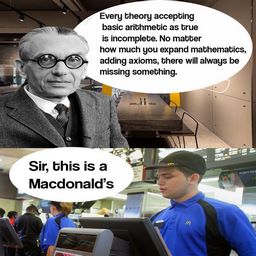 Every theory accepting
basic arithmetic as true
is incomplete. No matter
how much you expand mathematics,
adding axioms, there will always be
missing something.
Sir, this is a
Macdonald's